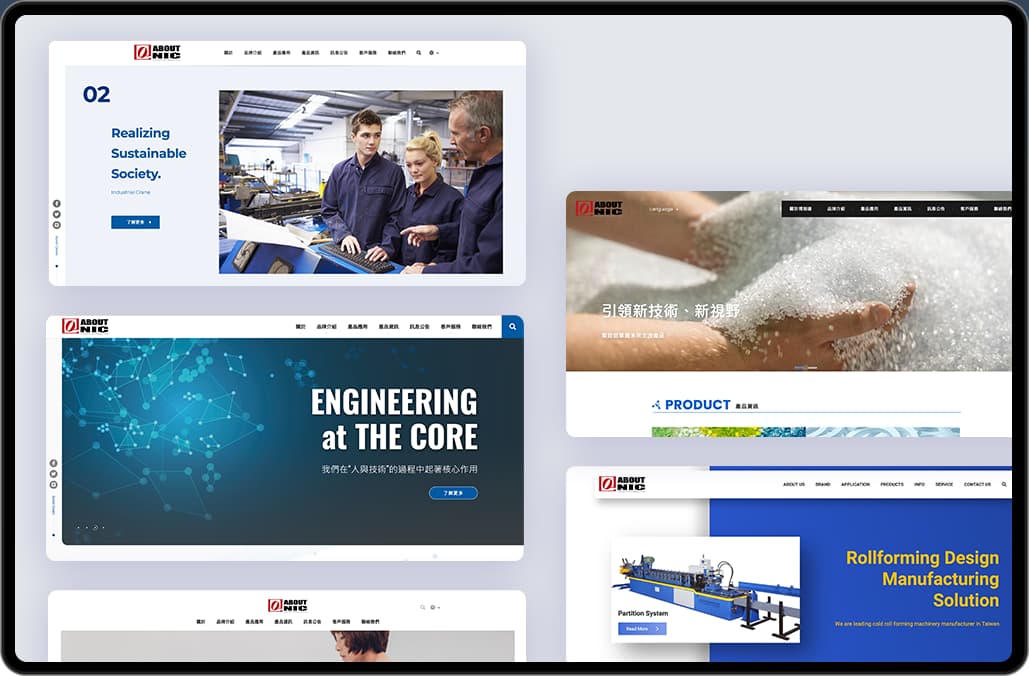 ABOUT
NIC
關於 品牌介紹 產品應用 產品資訊 訊息公告 客戶服務 聯絡我們
02
Realizing
Sustainable
Society.
Industrial Crane
了解更多
ABOUT
NIC
關於 品牌介紹 產品應用 產品資訊 訊息公告 客戶服務 聯絡我們
ENGINEERING
at THE CORE
我們在“人與技術”的過程中起著核心作用
了解更多
ABOUT
NIC
關於 品牌介紹 產品應用 產品資訊 訊息公告 客戶服務 聯絡我們
ABOUT
NIC
Language
品牌介紹 產品應用 產品資訊 訊息公告 客戶服務 聯絡我們
引領新技術、新視野
PRODUCT 產品資訊
ABOUT
NIC
ABOUT US BRAND APPLICATION PRODUCTS INFO SERVICE CONTACT US
Rollforming Design
Manufacturing
Solution
We are leading cold roll forming machinery manufacturer in Taiwan.
Partition System
Read More